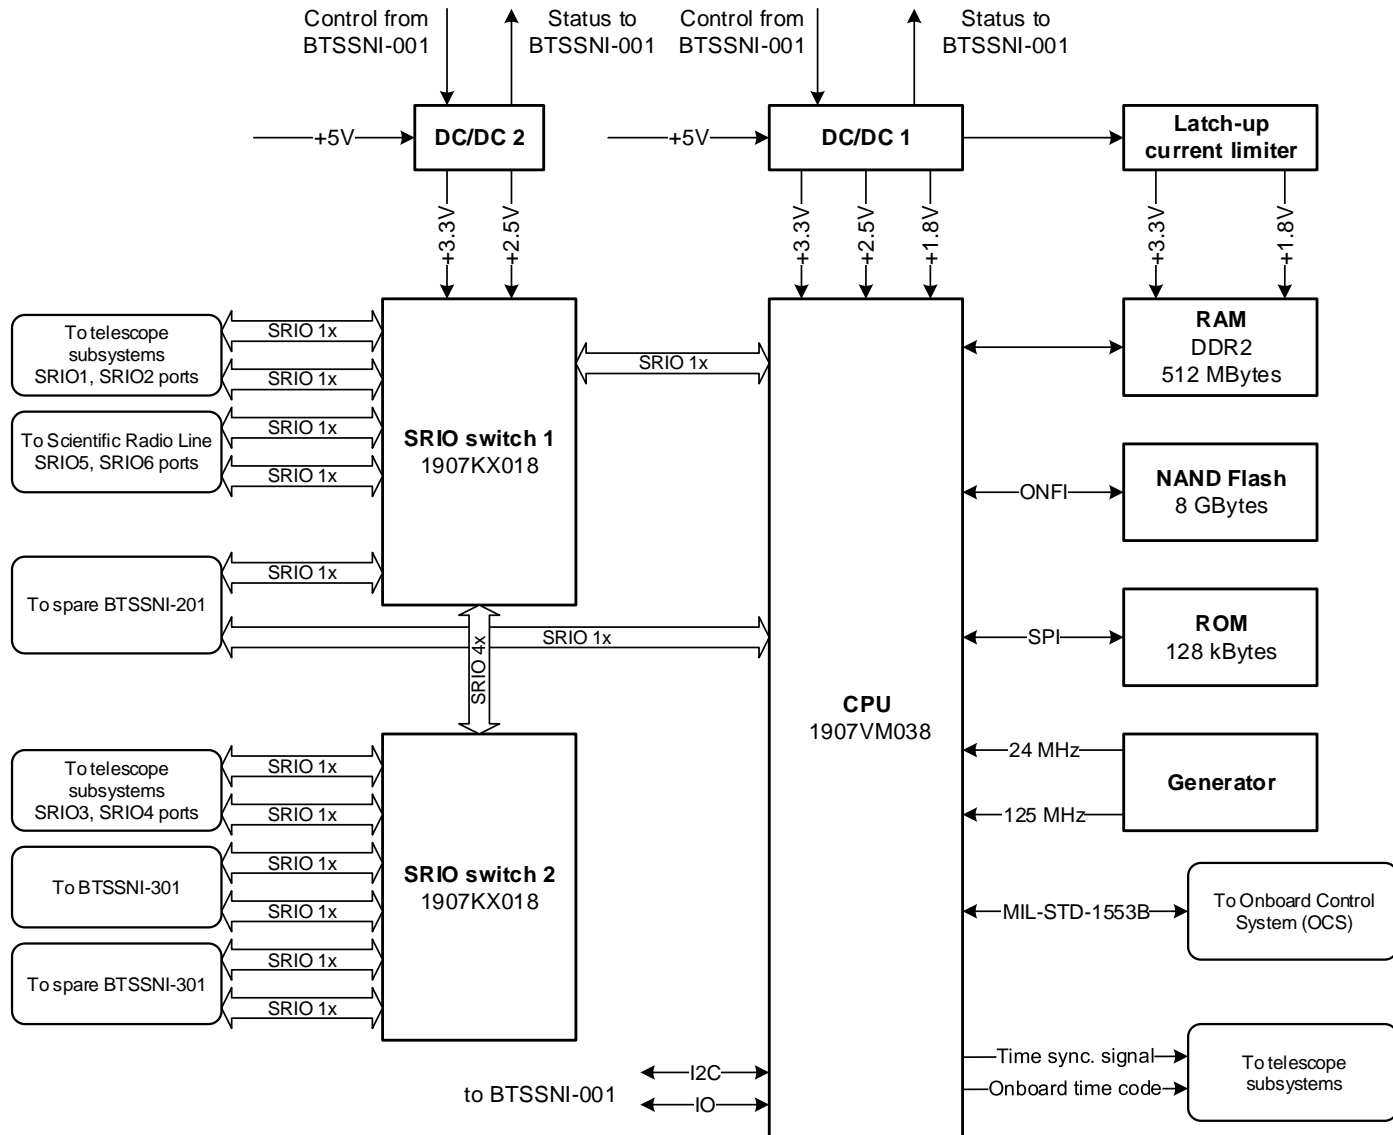 Control from
BTSSNI-001
Status to
BTSSNI-001
Control from
BTSSNI-001
Status to
BTSSNI-001
+5V
DC/DC 2
+5V
DC/DC 1
Latch-up
current limiter
+3.3V
+2.5V
+3.3V
+2.5V
+1.8V
+3.3V
+1.8V
To telescope
subsystems
SRIO1, SRIO2 ports
SRIO 1x
SRIO 1x
To Scientific Radio Line
SRIO5, SRIO6 ports
SRIO 1x
SRIO 1x
SRIO switch 1
1907KX018
SRIO 1x
RAM
DDR2
512 MBytes
ONFI
NAND Flash
8 GBytes
To spare BTSSNI-201
SRIO 1x
SRIO 1x
SRIO 4x
SPI
ROM
128 kBytes
CPU
1907VM038
24 MHz
125 MHz
Generator
To telescope
subsystems
SRIO3, SRIO4 ports
SRIO 1x
SRIO 1x
To BTSSNI-301
SRIO 1x
SRIO 1x
To spare BTSSNI-301
SRIO 1x
SRIO 1x
SRIO switch 2
1907KX018
MIL-STD-1553B
To Onboard Control
System (OCS)
to BTSSNI-001
I2C
IO
Time sync. signal
Onboard time code
To telescope
subsystems